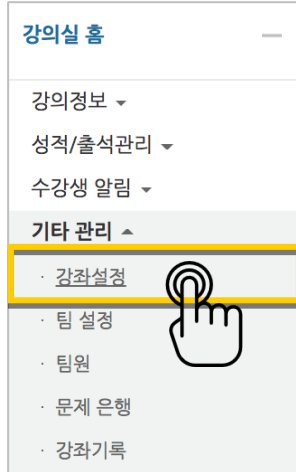 강의실 홈
강의정보
성적/출석관리
수강생 알림
기타 관리
· 강좌설정
· 팀 설정
· 팀원
· 문제 은행
· 강좌기록